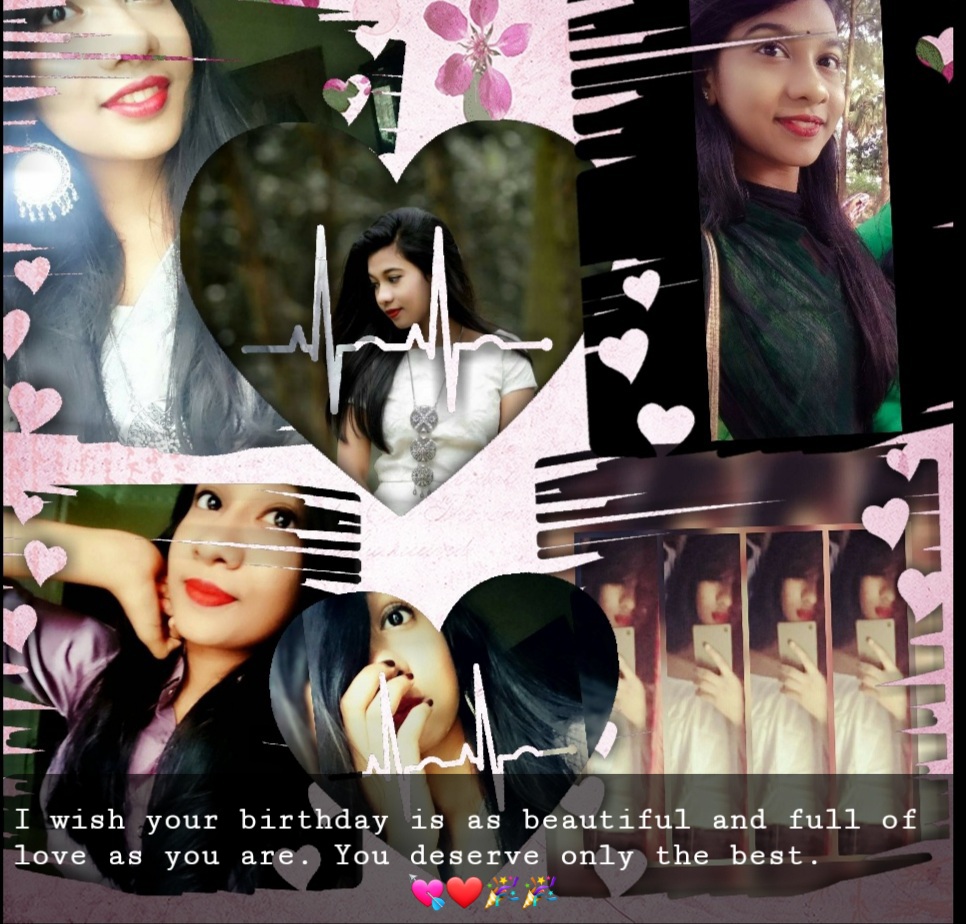 I wish your birthday is as beautiful and full of
love as you are. You deserve only the best.
💘❤️🎉🎉